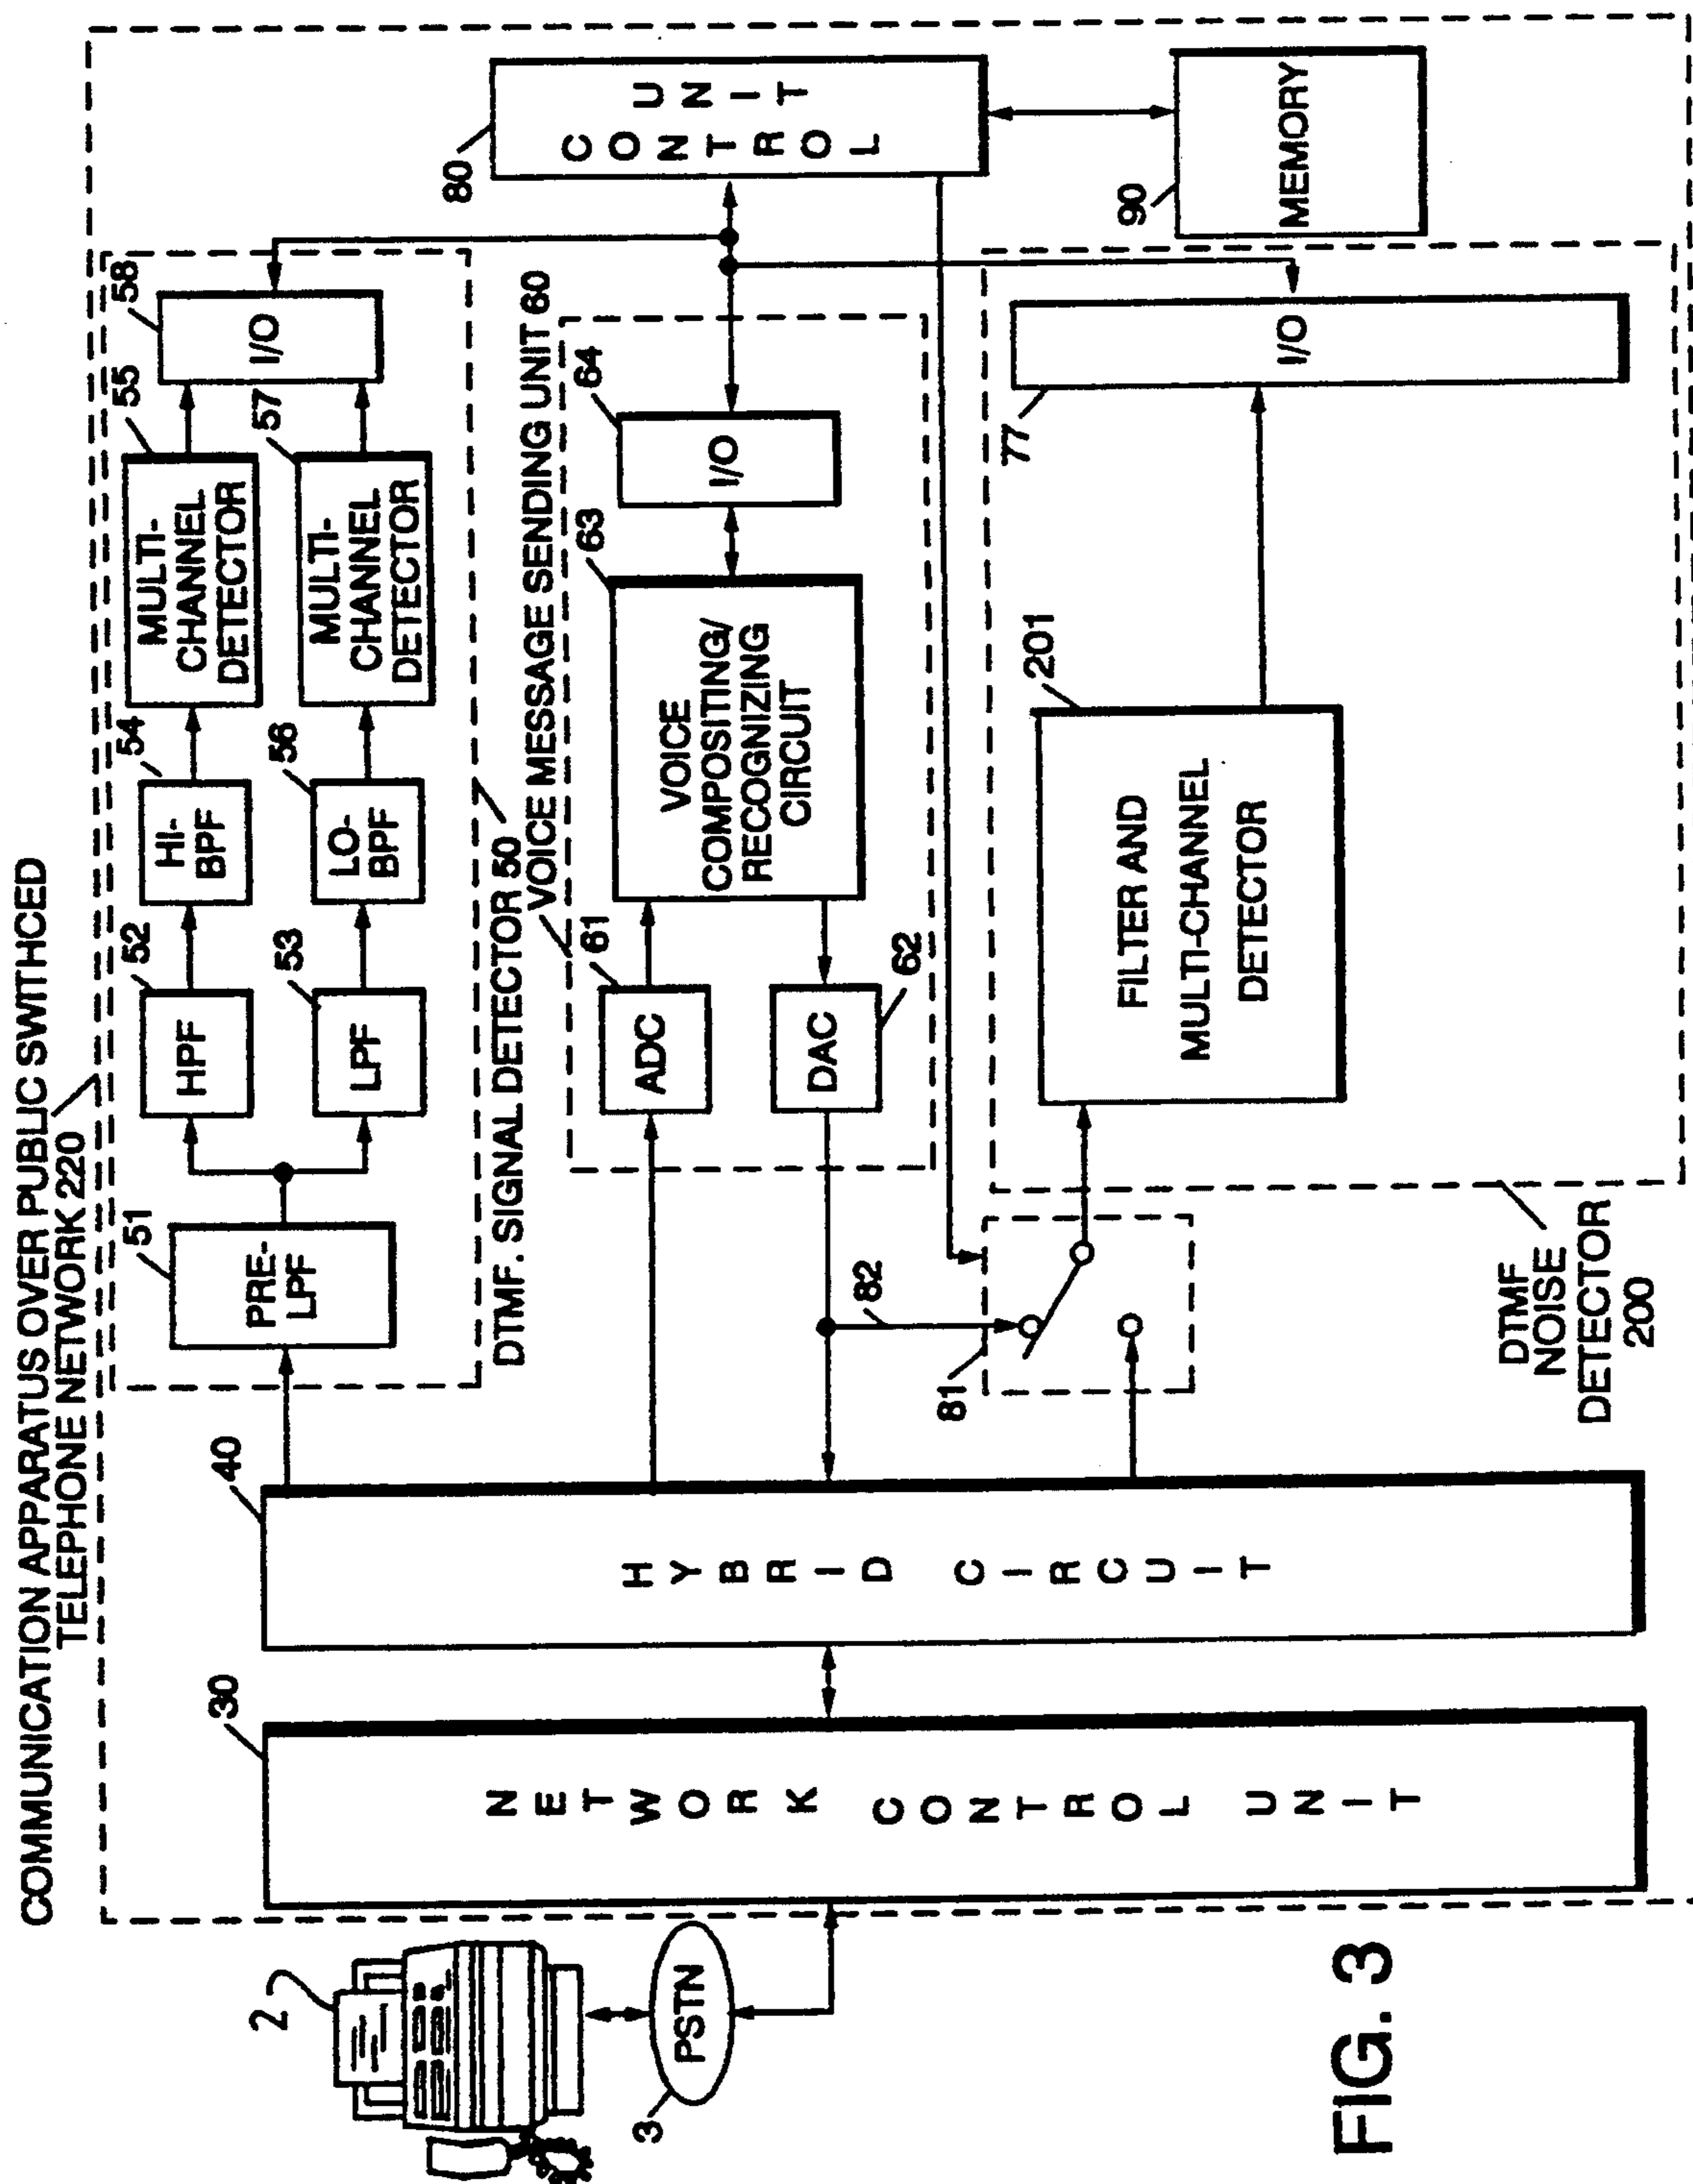 COMMUNICATION APPARATUS OVER PUBLIC SWITHCED
TELEPHONE NETWORK 220
51
PRE-
LPF
52
HPF
53
LPF
54
HI-
BPF
56
LO-
BPF
55
MULTI-
CHANNEL
DETECTOR
57
MULTI-
CHANNEL
DETECTOR
58
I/O
DTMF. SIGNAL DETECTOR 50
VOICE MESSAGE SENDING UNIT 60
61
ADC
62
DAC
63
VOICE
COMPOSITING/
RECOGNIZING
CIRCUIT
64
I/O
80
CONTROL
UNIT
90
MEMORY
2
3
PSTN
30
NETWORK CONTROL UNIT
40
HYBRID CIRCUIT
81
82
201
FILTER AND
MULTI-CHANNEL
DETECTOR
77
I/O
DTMF
NOISE
DETECTOR
200
FIG. 3